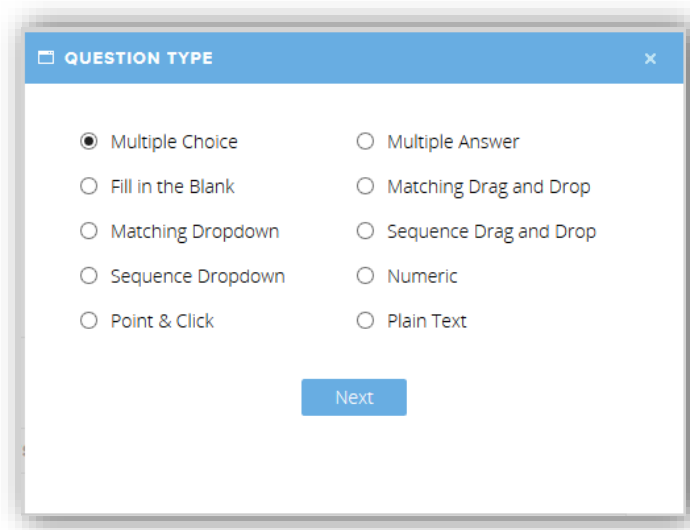 QUESTION TYPE
Multiple Choice
Multiple Answer
Fill in the Blank
Matching Drag and Drop
Matching Dropdown
Sequence Drag and Drop
Sequence Dropdown
Numeric
Point & Click
Plain Text
Next